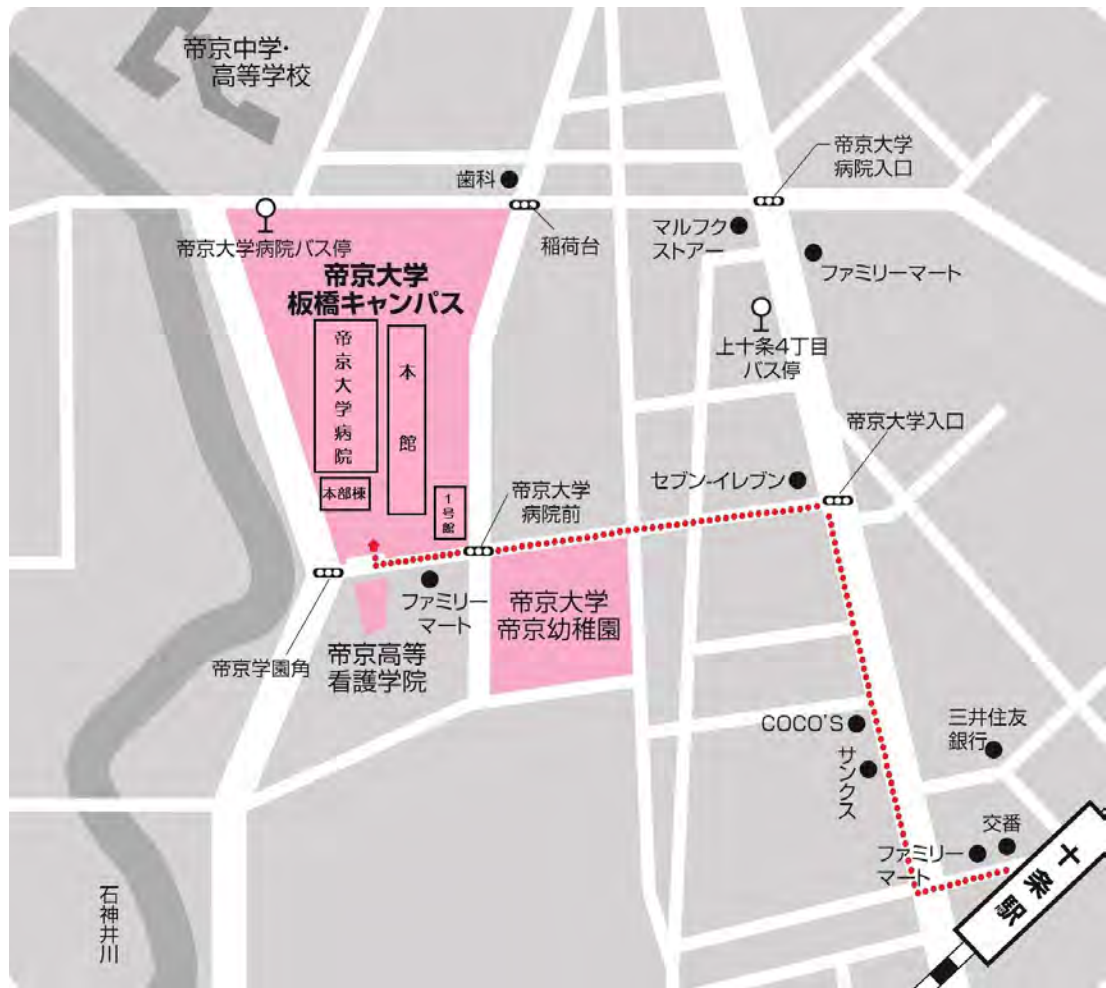 帝京中学・
高等学校
帝京大学
病院入口
歯科
稲荷台
マルフク
ストアー
帝京大学病院バス停
ファミリーマート
帝京大学
板橋キャンパス
帝京大学病院
本館
本部棟
1号館
上十条4丁目
バス停
帝京大学入口
セブン-イレブン
帝京大学
病院前
ファミリー
マート
帝京大学
帝京幼稚園
帝京学園角
帝京高等
看護学院
COCO'S
サンクス
三井住友
銀行
交番
ファミリー
マート
十条駅
石神井川